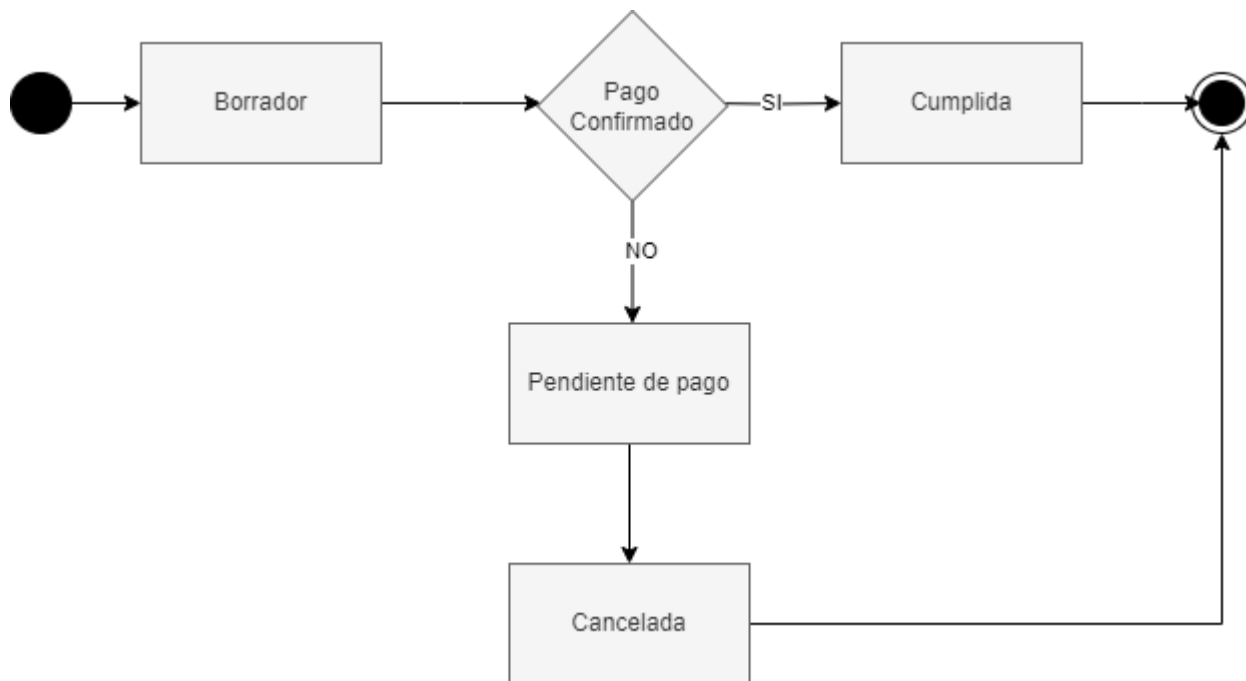 Borrador
Pago
Confirmado
SI
Cumplida
NO
Pendiente de pago
Cancelada